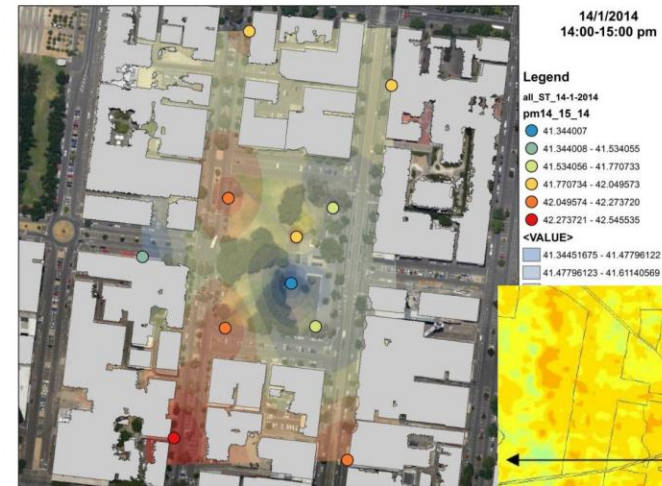 14/1/2014
14:00-15:00 pm
Legend
all_ST_14-1-2014
pm14_15_14
41.344007
41.344008 - 41.534055
41.534056 - 41.770733
41.770734 - 42.049573
42.049574 - 42.273720
42.273721 - 42.545535
<VALUE>
41.34451675 - 41.47796122
41.47796123 - 41.61140569